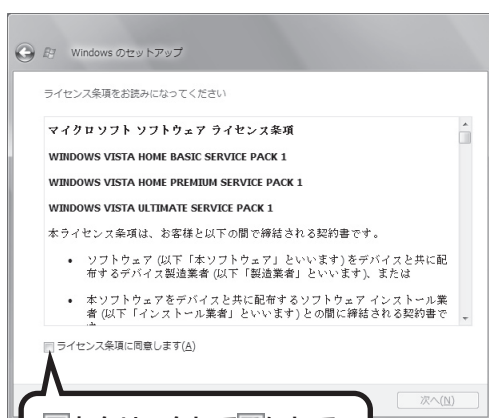 Windows のセットアップ
ライセンス条項をお読みになってください
マイクロソフト ソフトウェア ライセンス条項
WINDOWS VISTA HOME BASIC SERVICE PACK 1
WINDOWS VISTA HOME PREMIUM SERVICE PACK 1
WINDOWS VISTA ULTIMATE SERVICE PACK 1
本ライセンス条項は、お客様と以下の間で締結される契約書です。
• ソフトウェア (以下「本ソフトウェア」といいます) をデバイスと共に配
布するデバイス製造業者 (以下「製造業者」といいます)、または
• 本ソフトウェアをデバイスと共に配布するソフトウェア インストール業
者 (以下「インストール業者」といいます) との間に締結される契約書で
ライセンス条項に同意します(A)
次へ(N)